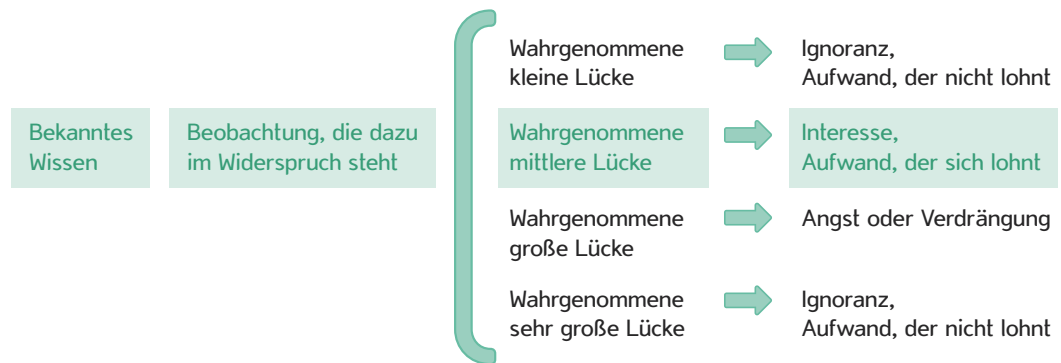 Wahrgenommene
kleine Lücke
Ignoranz,
Aufwand, der nicht lohnt
Bekanntes
Wissen
Beobachtung, die dazu
im Widerspruch steht
Wahrgenommene
mittlere Lücke
Interesse,
Aufwand, der sich lohnt
Wahrgenommene
große Lücke
Angst oder Verdrängung
Wahrgenommene
sehr große Lücke
Ignoranz,
Aufwand, der nicht lohnt